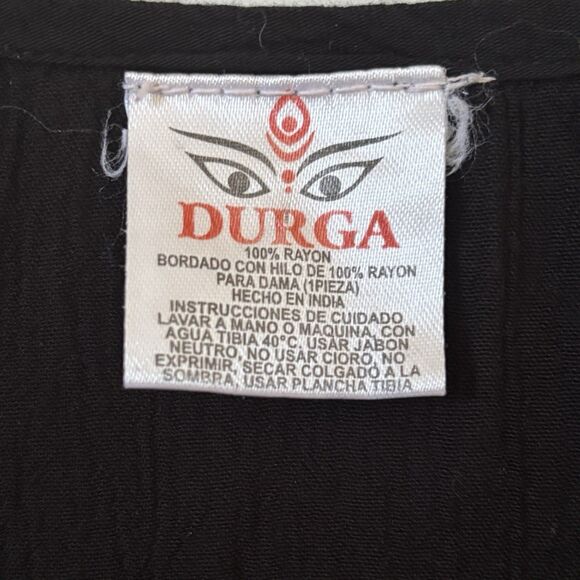 DURGA
100% RAYON
BORDADO CON HILO DE 100% RAYON
PARA DAMA (1PIEZA)
HECHO EN INDIA
INSTRUCCIONES DE CUIDADO
LAVAR A MANO O MAQUINA, CON
AGUA TIBIA 40°C. USAR JABON
NEUTRO, NO USAR CIORO, NO
EXPRIMIR, SECAR COLGADO A LA
SOMBRA, USAR PLANCHA TIBIA